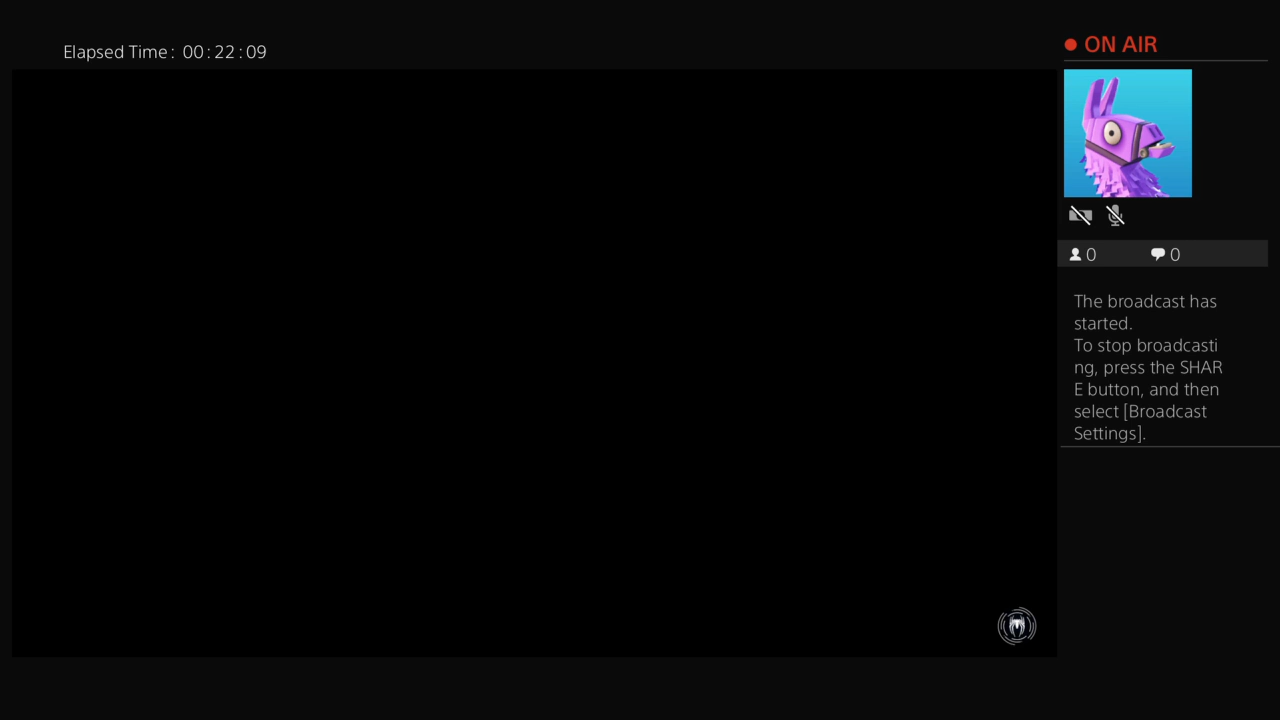 Elapsed Time: 00:22:09
ON AIR
0 0
The broadcast has
started.
To stop broadcasti
ng, press the SHAR
E button, and then
select [Broadcast
Settings].